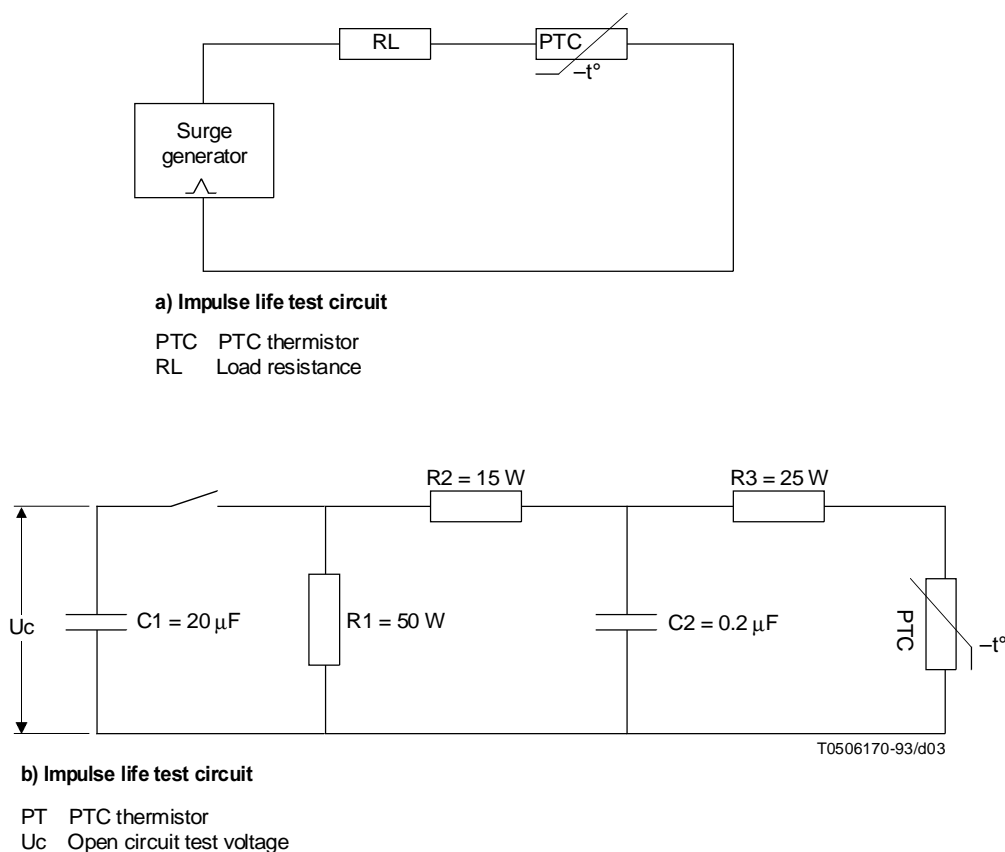 RL
PTC
–t°
Surge
generator
a) Impulse life test circuit
PTC PTC thermistor
RL Load resistance
R2 = 15 W
R3 = 25 W
Uc
C1 = 20 µF
R1 = 50 W
C2 = 0.2 µF
PTC
–t°
T0506170-93/d03
b) Impulse life test circuit
PT PTC thermistor
Uc Open circuit test voltage